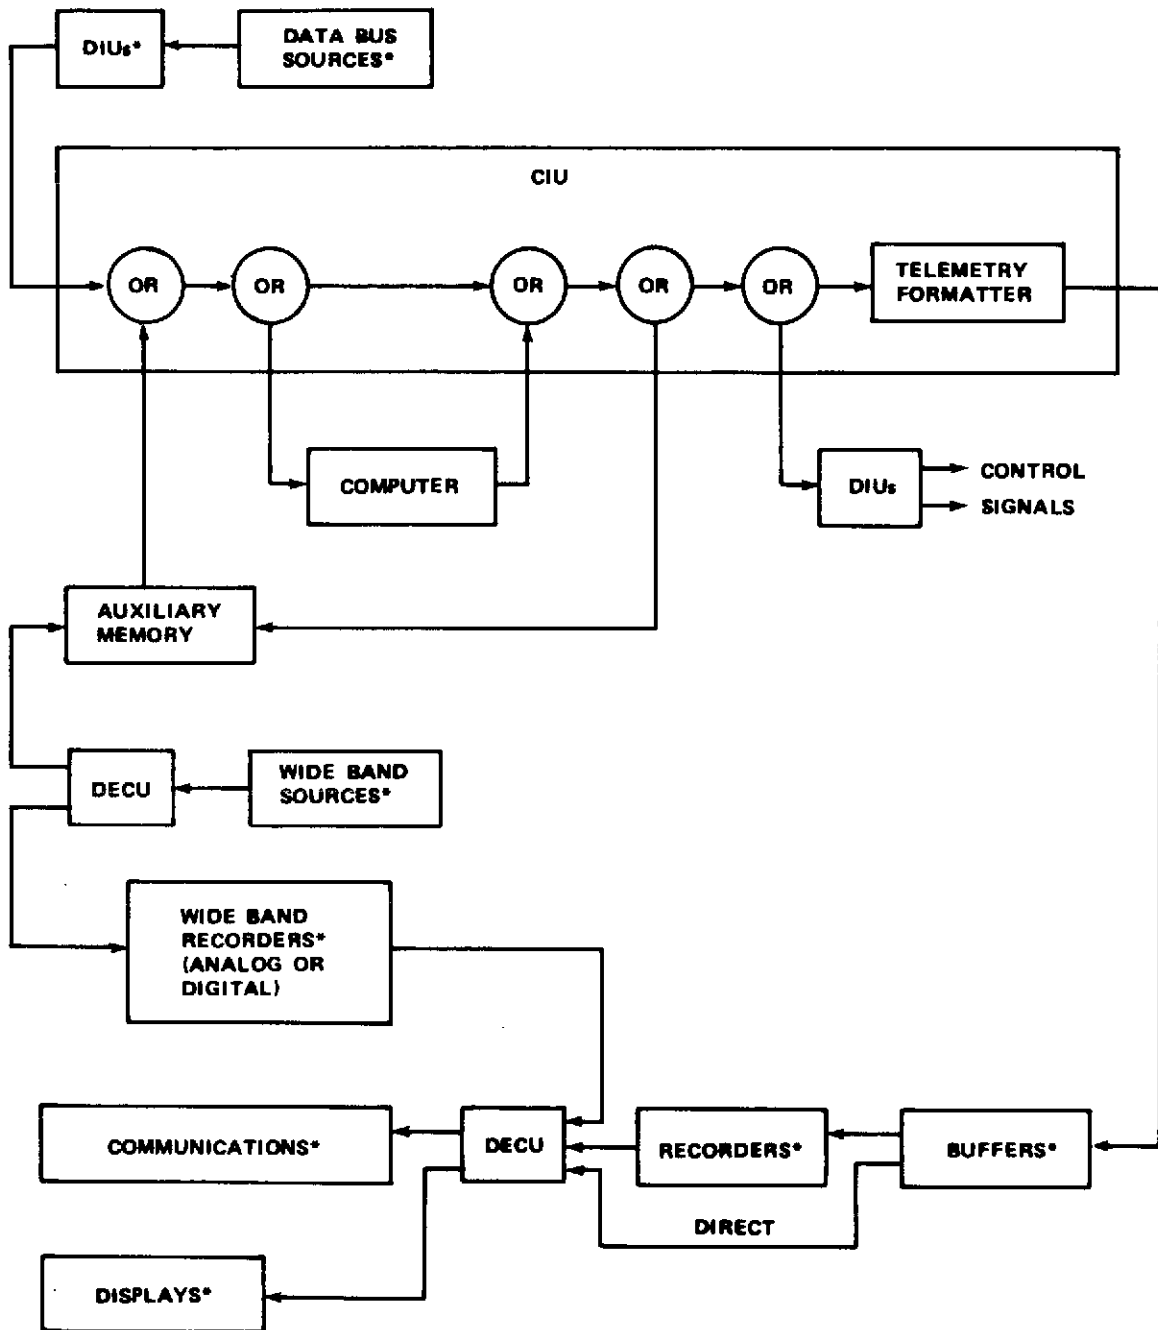 DIUs*
DATA BUS
SOURCES*
CIU
OR
OR
OR
OR
OR
TELEMETRY
FORMATTER
COMPUTER
DIUs
CONTROL
SIGNALS
AUXILIARY
MEMORY
DECU
WIDE BAND
SOURCES*
WIDE BAND
RECORDERS*
(ANALOG OR
DIGITAL)
COMMUNICATIONS*
DECU
RECORDERS*
BUFFERS*
DIRECT
DISPLAYS*